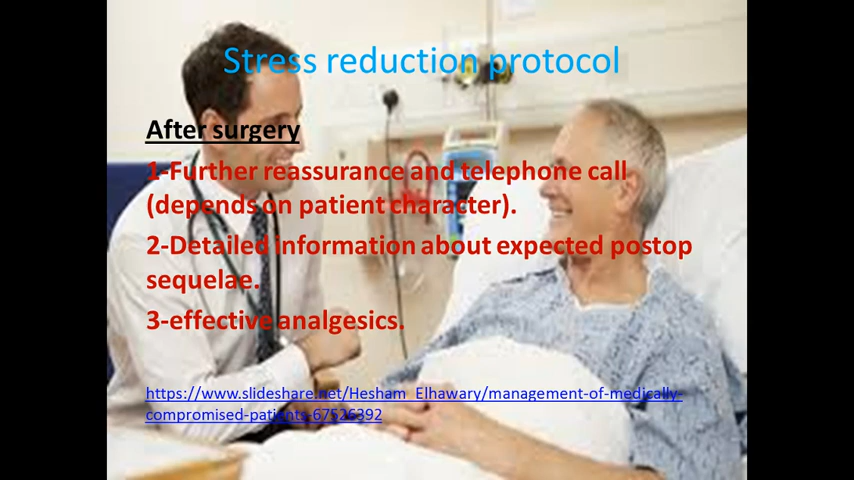 Stress reduction protocol
After surgery
1-Further reassurance and telephone call
(depends on patient character).
2-Detailed information about expected postop
sequelae.
3-effective analgesics.
https://www.slideshare.net/Hesham_Elhawary/management-of-medically-
compromised-patients-67526392